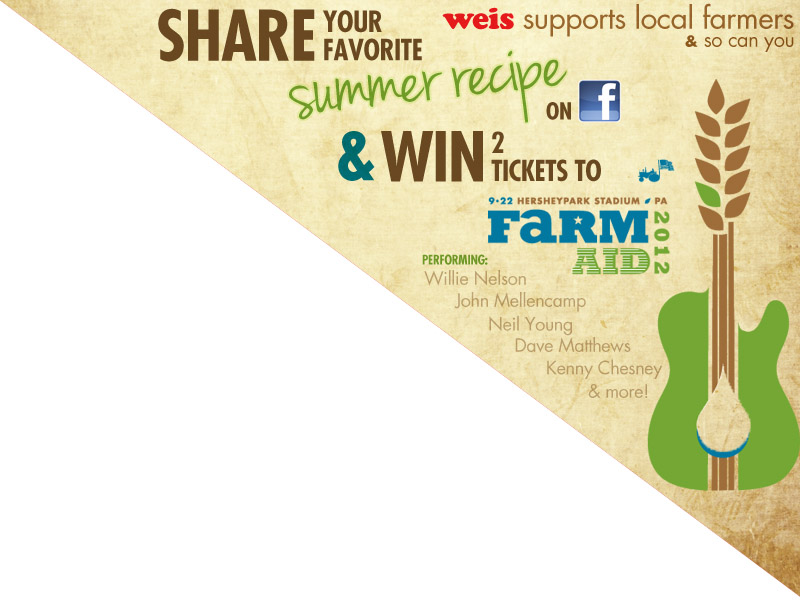 SHARE YOUR FAVORITE
weis supports local farmers
& so can you
summer recipe
ON f
& WIN 2 TICKETS TO
9·22 HERSHEYPARK STADIUM PA
FARM AID 2012
PERFORMING:
Willie Nelson
John Mellencamp
Neil Young
Dave Matthews
Kenny Chesney
& more!